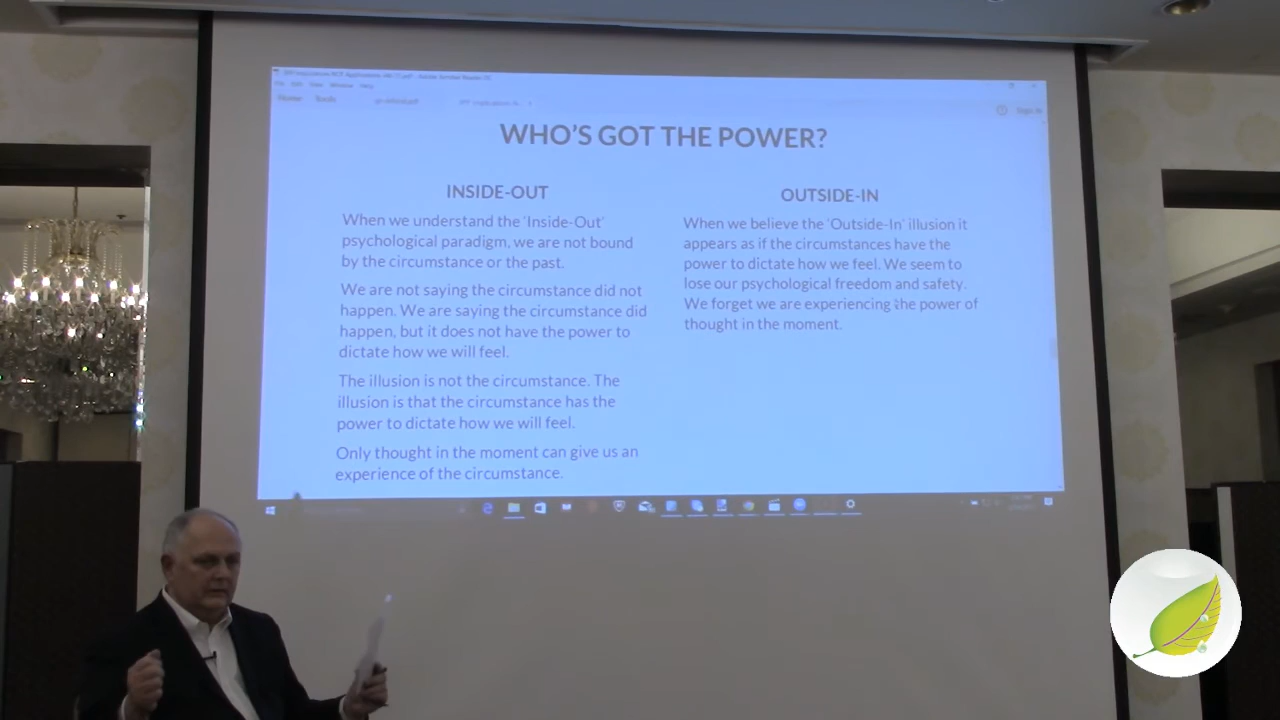 Home Tools
Sign In
WHO'S GOT THE POWER?
INSIDE-OUT
When we understand the 'Inside-Out'
psychological paradigm, we are not bound
by the circumstance or the past.
We are not saying the circumstance did not
happen. We are saying the circumstance did
happen, but it does not have the power to
dictate how we will feel.
The illusion is not the circumstance. The
illusion is that the circumstance has the
power to dictate how we will feel.
Only thought in the moment can give us an
experience of the circumstance.
OUTSIDE-IN
When we believe the 'Outside-In' illusion it
appears as if the circumstances have the
power to dictate how we feel. We seem to
lose our psychological freedom and safety.
We forget we are experiencing the power of
thought in the moment.